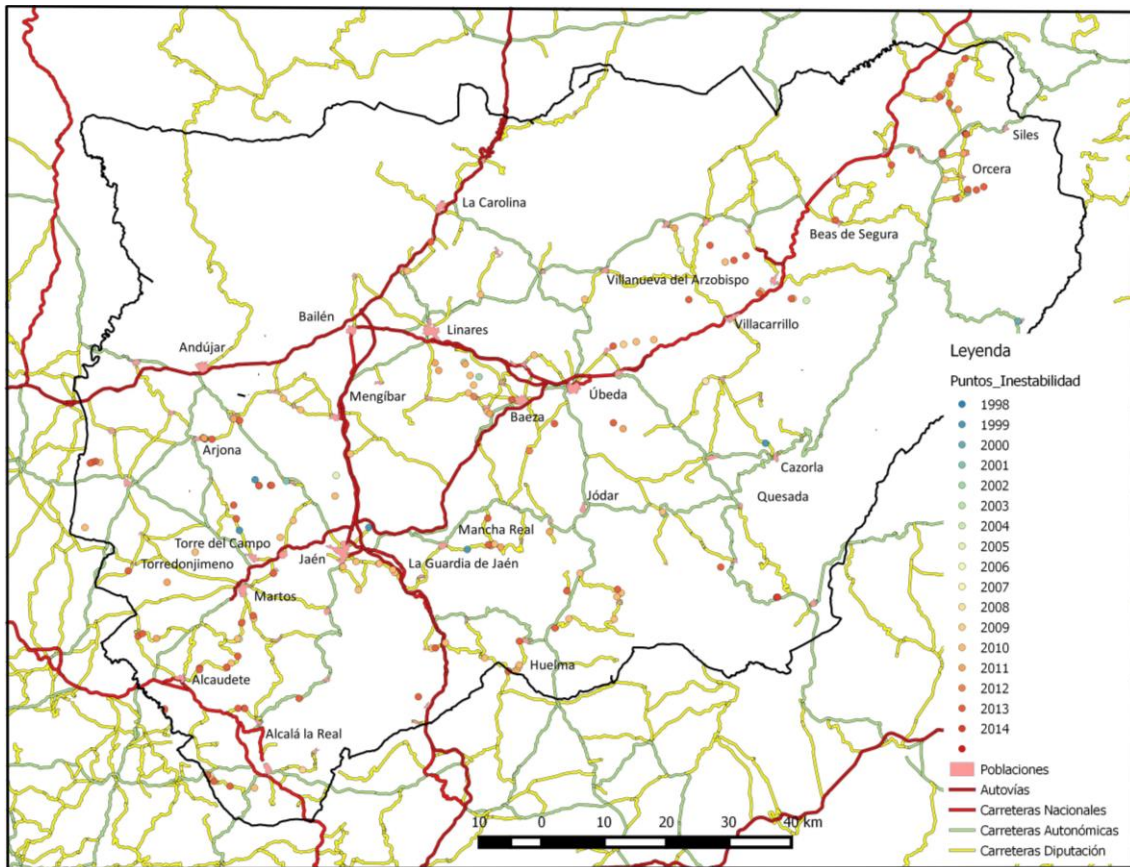 Siles
Orcera
La Carolina
Beas de Segura
Villanueva del Arzobispo
Bailén
Linares
Villacarrillo
Andújar
Leyenda
Puntos_Inestabilidad
Mengíbar
Úbeda
Baeza
1998
1999
2000
2001
2002
2003
2004
2005
2006
2007
2008
2009
2010
2011
2012
2013
2014
Arjona
Cazorla
Quesada
Jódar
Mancha Real
Torre del Campo
Jaén
La Guardia de Jaén
Torredonjimeno
Martos
Huelma
Alcaudete
Alcalá la Real
Poblaciones
Autovías
Carreteras Nacionales
Carreteras Autonómicas
Carreteras Diputación
10 0 10 20 30 40 km